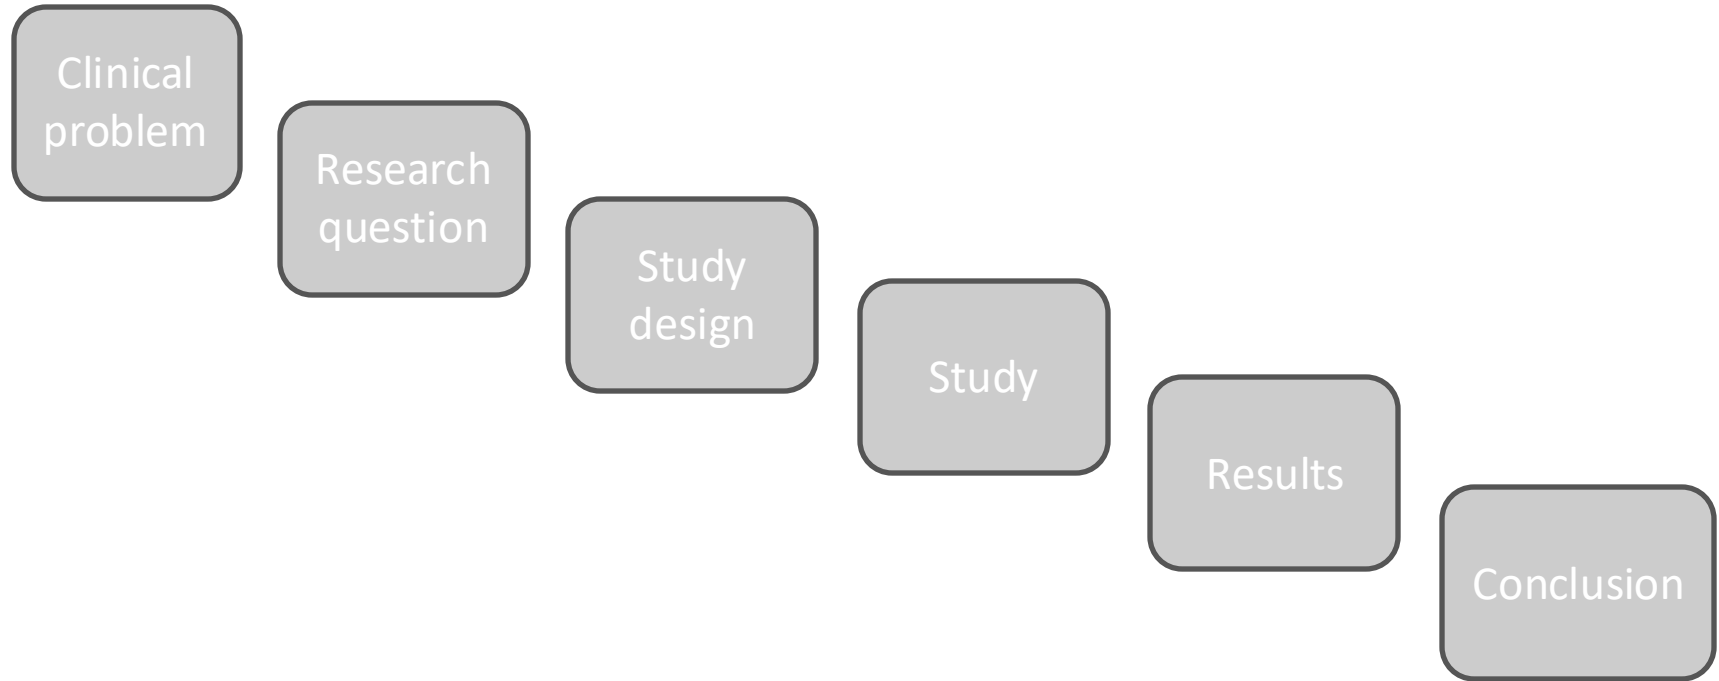 Clinical
problem
Research
question
Study
design
Study
Results
Conclusion